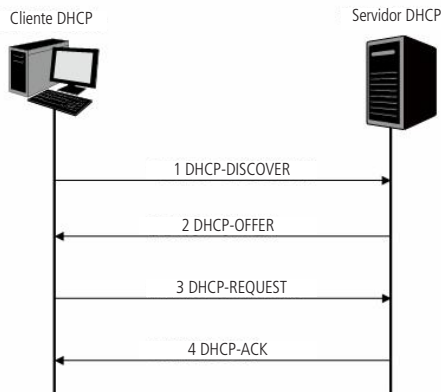 Cliente DHCP
Servidor DHCP
1 DHCP-DISCOVER
2 DHCP-OFFER
3 DHCP-REQUEST
4 DHCP-ACK